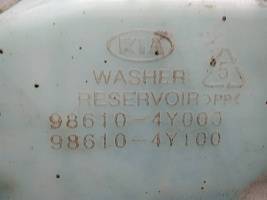 KIA
WASHER
RESERVOIR >PP<
98610-4Y000
98610-4Y100